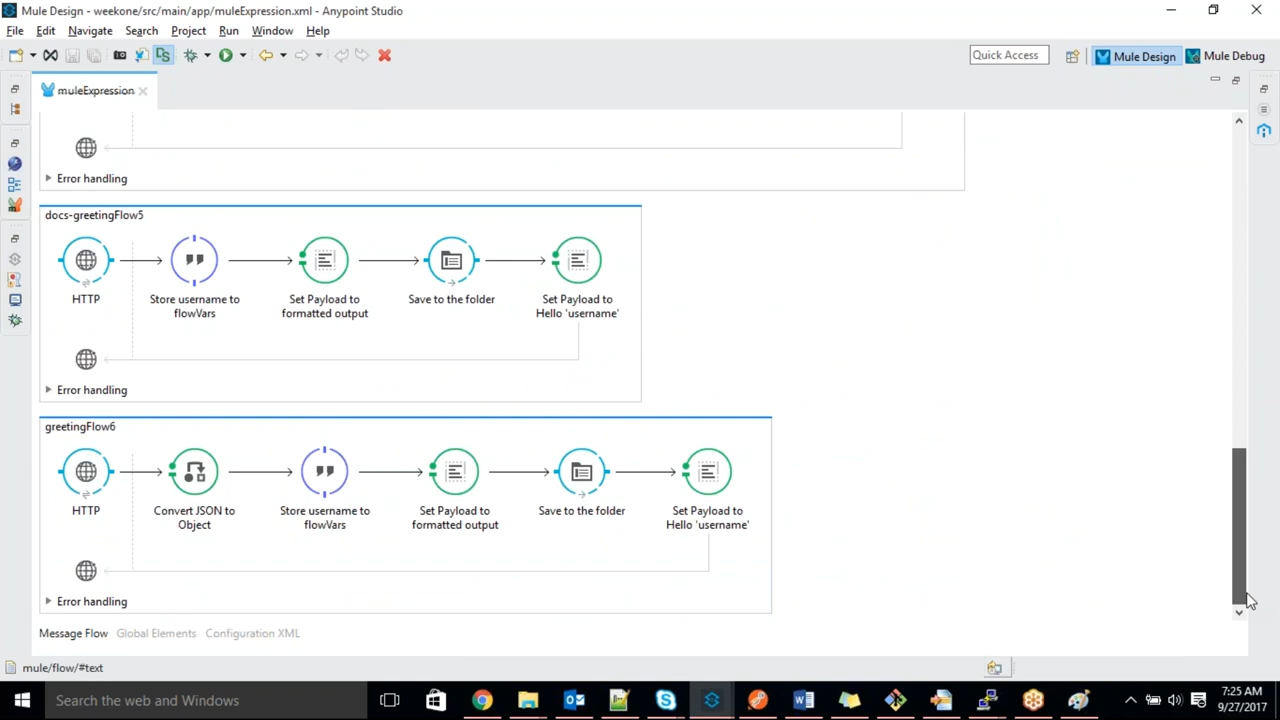 Mule Design - weekone/src/main/app/muleExpression.xml - Anypoint Studio
File Edit Navigate Search Project Run Window Help
Quick Access
Mule Design
Mule Debug
muleExpression
Error handling
docs-greetingFlow5
HTTP
Store username to
flowVars
Set Payload to
formatted output
Save to the folder
Set Payload to
Hello 'username'
Error handling
greetingFlow6
HTTP
Convert JSON to
Object
Store username to
flowVars
Set Payload to
formatted output
Save to the folder
Set Payload to
Hello 'username'
Error handling
Message Flow Global Elements Configuration XML
mule/flow/#text
Search the web and Windows
7:25 AM
9/27/2017